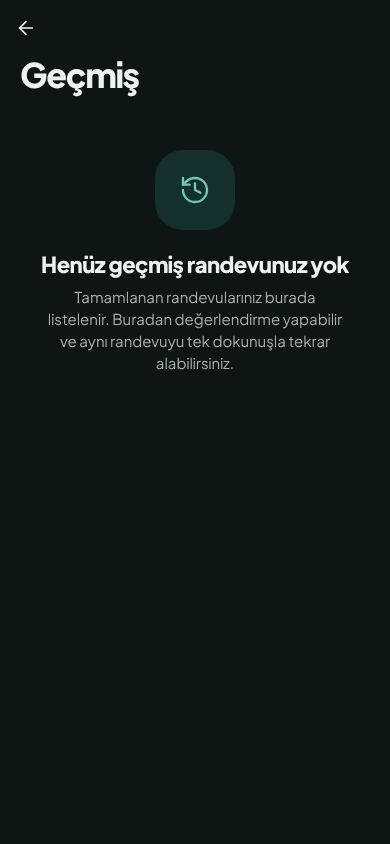 Geçmiş
Henüz geçmiş randevunuz yok
Tamamlanan randevularınız burada
listelenir. Buradan değerlendirme yapabilir
ve aynı randevuyu tek dokunuşla tekrar
alabilirsiniz.